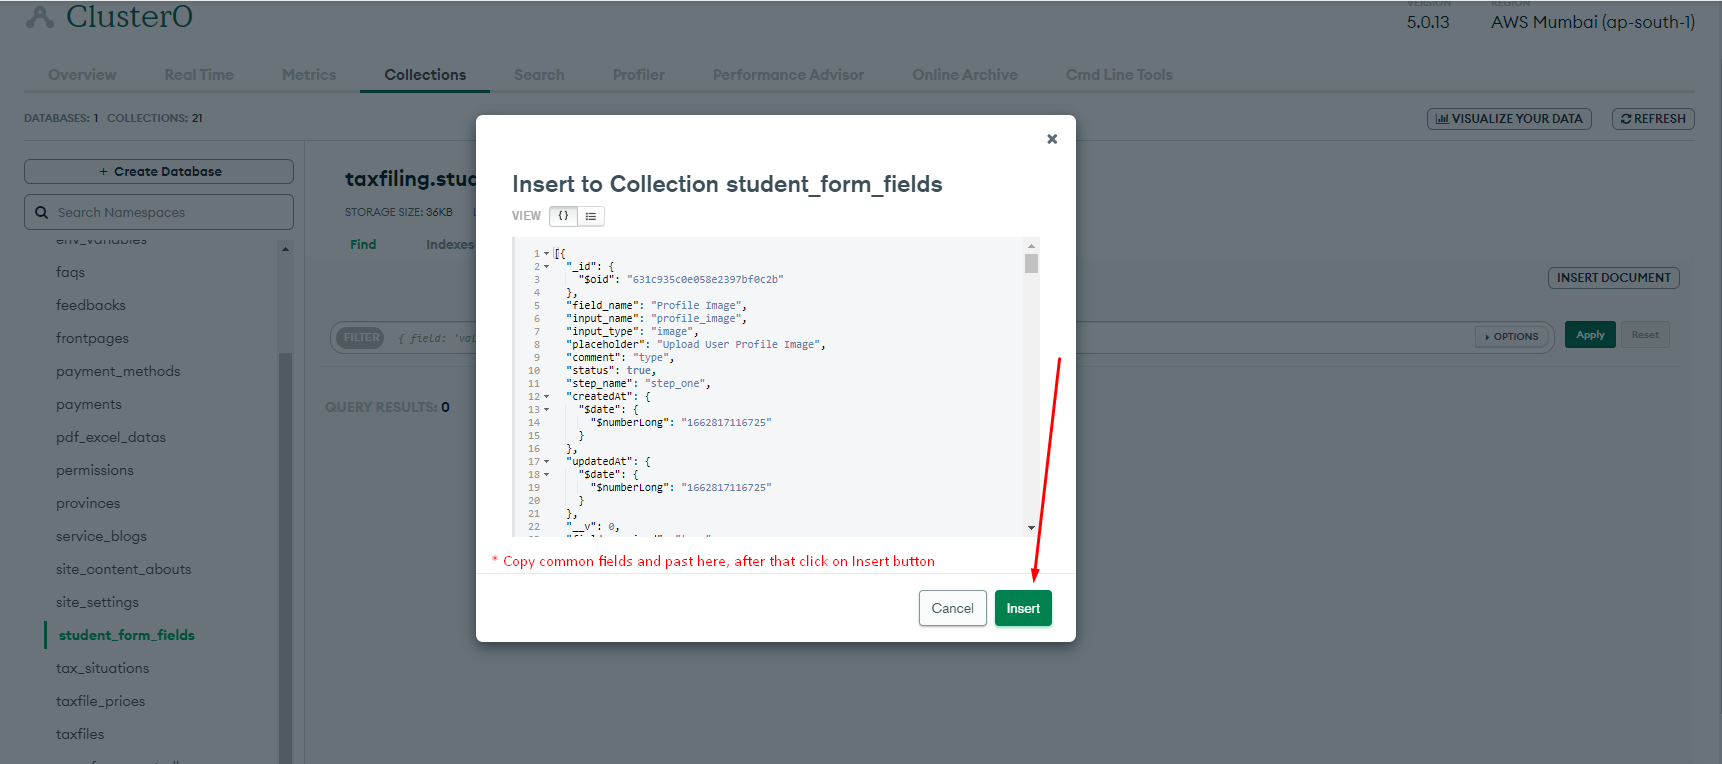 Cluster0
VERSION
REGION
5.0.13
AWS Mumbai (ap-south-1)
Overview
Real Time
Metrics
Collections
Search
Profiler
Performance Advisor
Online Archive
Cmd Line Tools
DATABASES: 1 COLLECTIONS: 21
VISUALIZE YOUR DATA
REFRESH
+ Create Database
Search Namespaces
env_variables
faqs
feedbacks
frontpages
payment_methods
payments
pdf_excel_datas
permissions
provinces
service_blogs
site_content_abouts
site_settings
student_form_fields
tax_situations
taxfile_prices
taxfiles
taxfiling.stud
STORAGE SIZE: 36KB
Find
Indexes
INSERT DOCUMENT
FILTER
{ field: 'val
OPTIONS
Apply
Reset
QUERY RESULTS: 0
Insert to Collection student_form_fields
VIEW {}
1 [{
2 "_id": {
3 "$oid": "631c935c0e058e2397bf0c2b"
4 },
5 "field_name": "Profile Image",
6 "input_name": "profile_image",
7 "input_type": "image",
8 "placeholder": "Upload User Profile Image",
9 "comment": "type",
10 "status": true,
11 "step_name": "step_one",
12 "createdAt": {
13 "$date": {
14 "$numberLong": "1662817116725"
15 }
16 },
17 "updatedAt": {
18 "$date": {
19 "$numberLong": "1662817116725"
20 }
21 },
22 "__v": 0,
* Copy common fields and past here, after that click on Insert button
Cancel
Insert